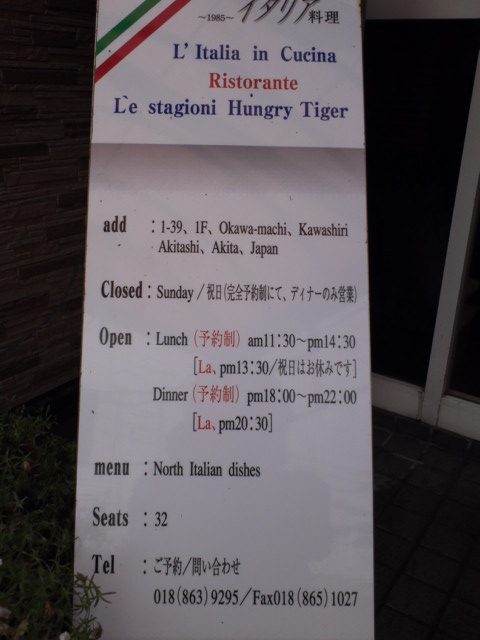 ～1985～ イタリア料理
L' Italia in Cucina
Ristorante
Le stagioni Hungry Tiger
add : 1-39、1F、Okawa-machi、Kawashiri
Akitashi、Akita、Japan
Closed : Sunday／祝日(完全予約制にて、ディナーのみ営業)
Open : Lunch (予約制) am11:30～pm14:30
[La、pm13:30/祝日はお休みです]
Dinner (予約制) pm18:00～pm22:00
[La、pm20:30]
menu : North Italian dishes
Seats : 32
Tel : ご予約／問い合わせ
018(863)9295／Fax018(865)1027